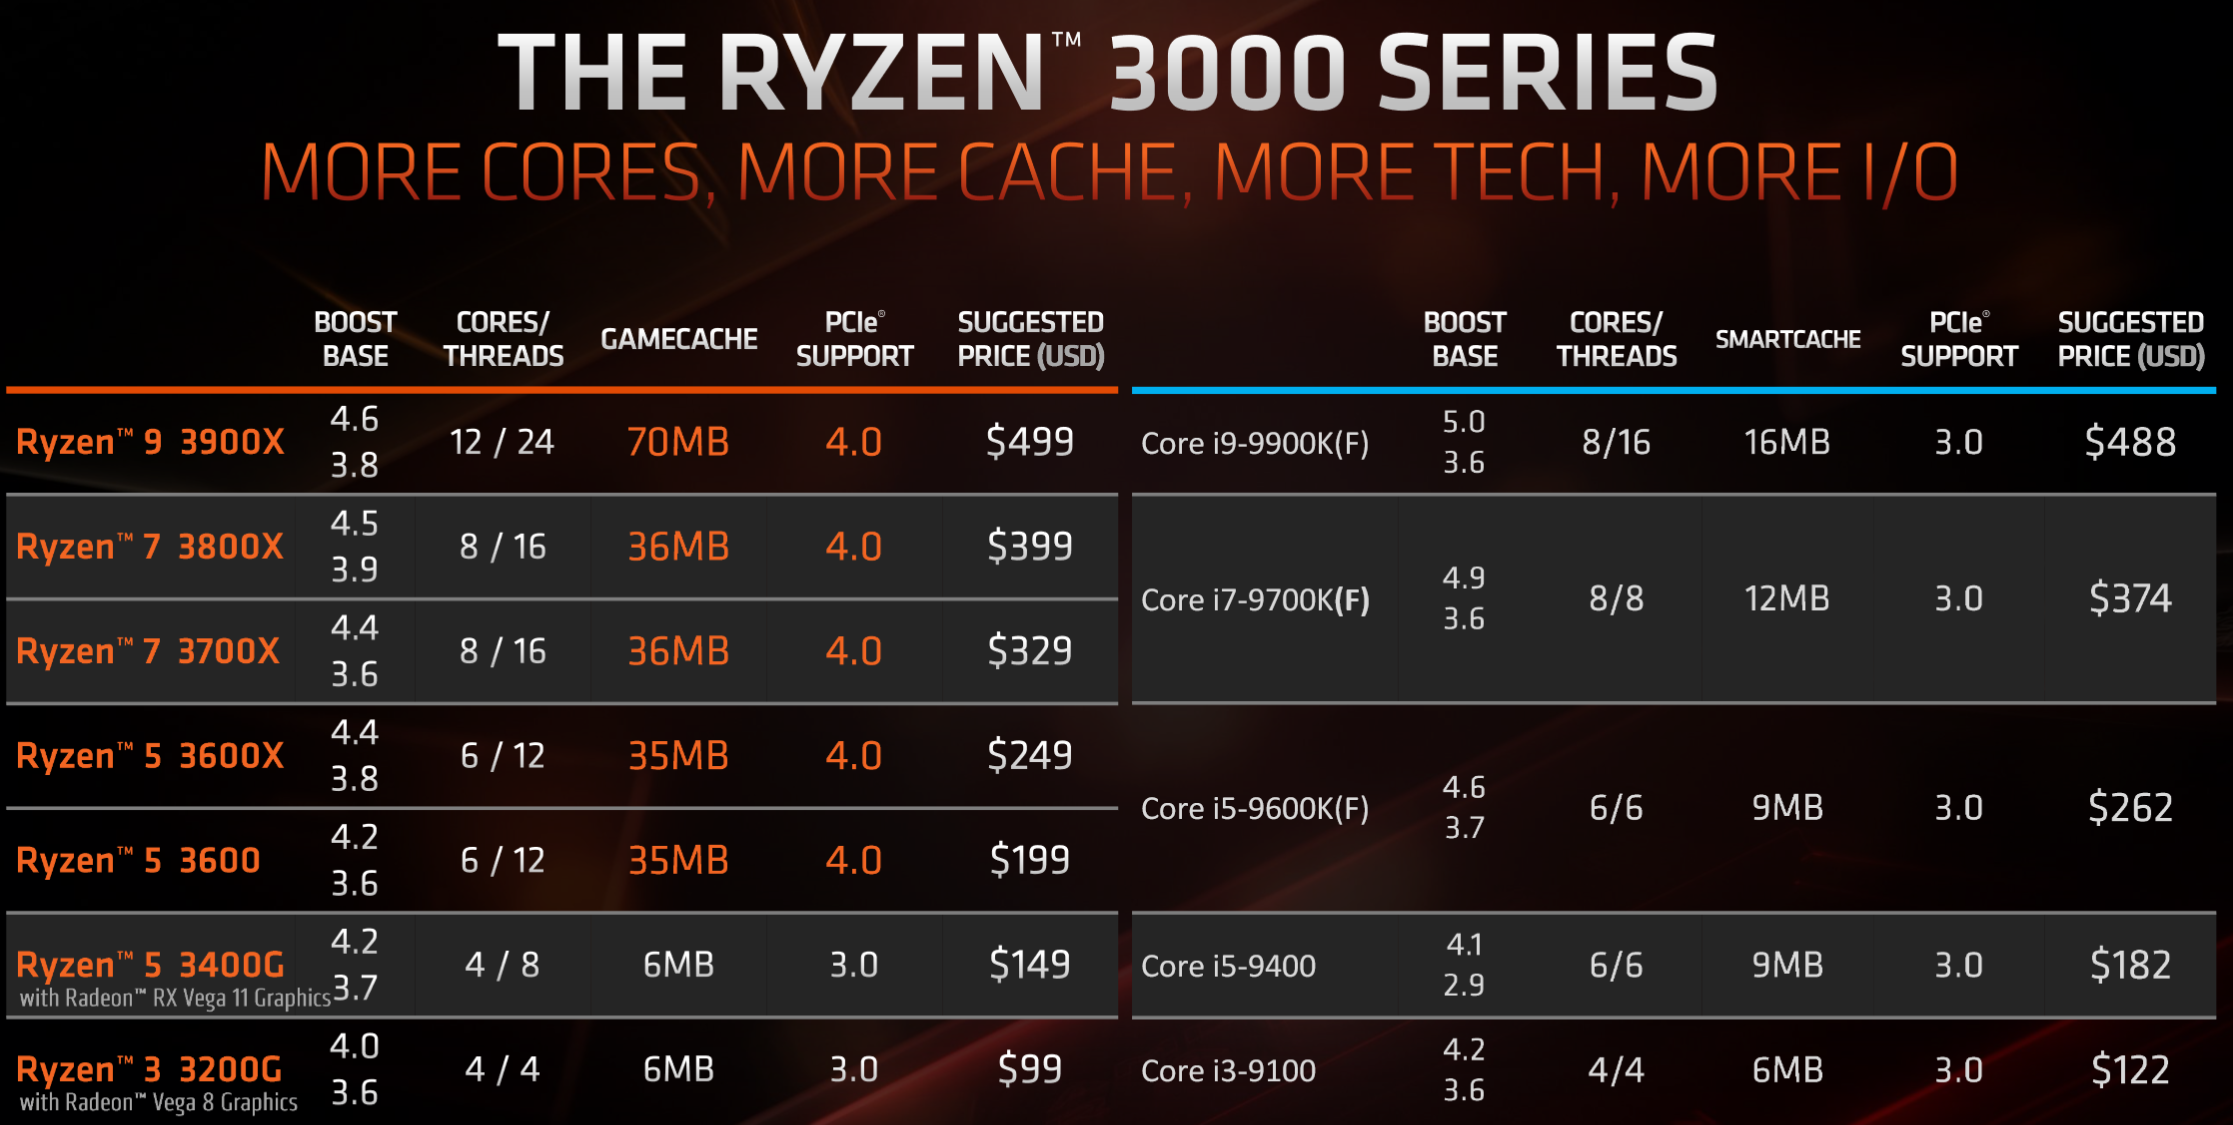 THE RYZEN™ 3000 SERIES
MORE CORES, MORE CACHE, MORE TECH, MORE I/O
BOOST BASE CORES/ THREADS GAMECACHE PCIe® SUPPORT SUGGESTED PRICE (USD)
Ryzen™ 9 3900X 4.6 3.8 12 / 24 70MB 4.0 $499
Ryzen™ 7 3800X 4.5 3.9 8 / 16 36MB 4.0 $399
Ryzen™ 7 3700X 4.4 3.6 8 / 16 36MB 4.0 $329
Ryzen™ 5 3600X 4.4 3.8 6 / 12 35MB 4.0 $249
Ryzen™ 5 3600 4.2 3.6 6 / 12 35MB 4.0 $199
Ryzen™ 5 3400G 4.2 3.7 4 / 8 6MB 3.0 $149
with Radeon™ RX Vega 11 Graphics
Ryzen™ 3 3200G 4.0 3.6 4 / 4 6MB 3.0 $99
with Radeon™ Vega 8 Graphics
BOOST BASE CORES/ THREADS SMARTCACHE PCIe® SUPPORT SUGGESTED PRICE (USD)
Core i9-9900K(F) 5.0 3.6 8/16 16MB 3.0 $488
Core i7-9700K(F) 4.9 3.6 8/8 12MB 3.0 $374
Core i5-9600K(F) 4.6 3.7 6/6 9MB 3.0 $262
Core i5-9400 4.1 2.9 6/6 9MB 3.0 $182
Core i3-9100 4.2 3.6 4/4 6MB 3.0 $122